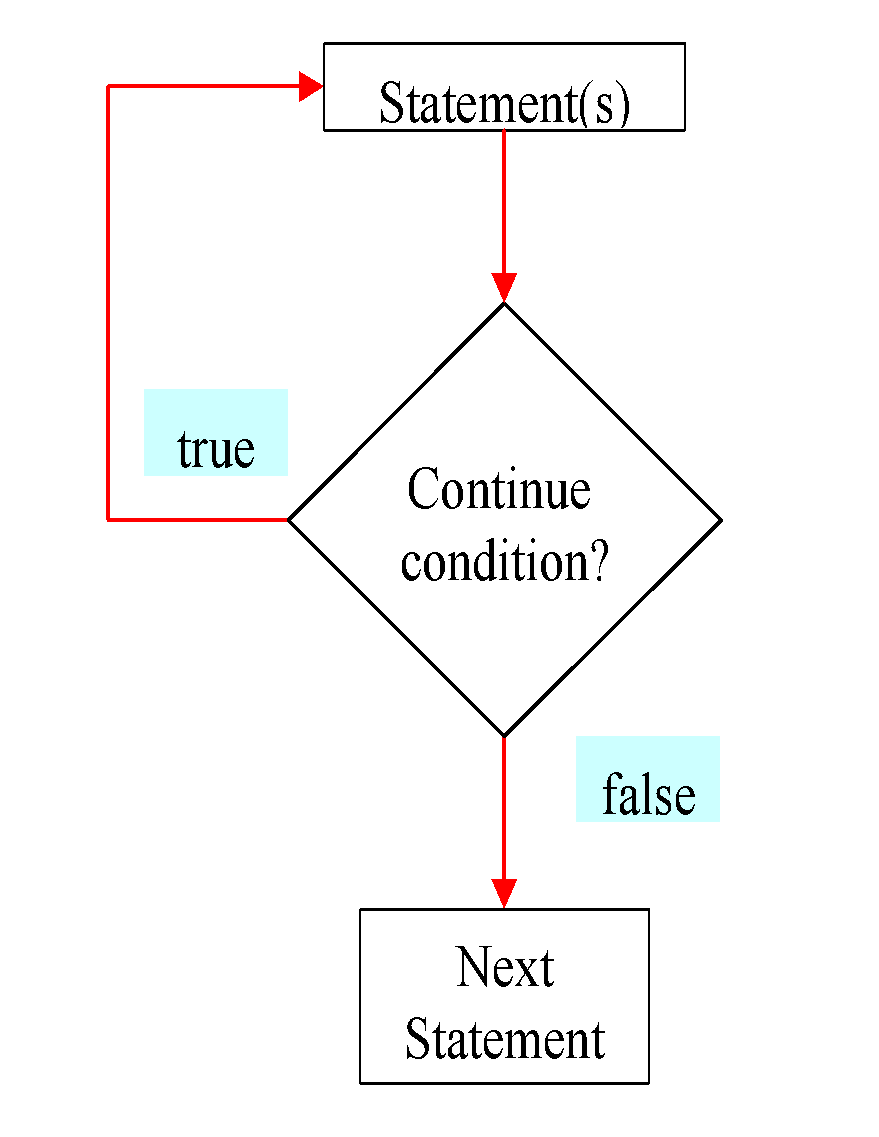 Statement(s)
true
Continue
condition?
false
Next
Statement